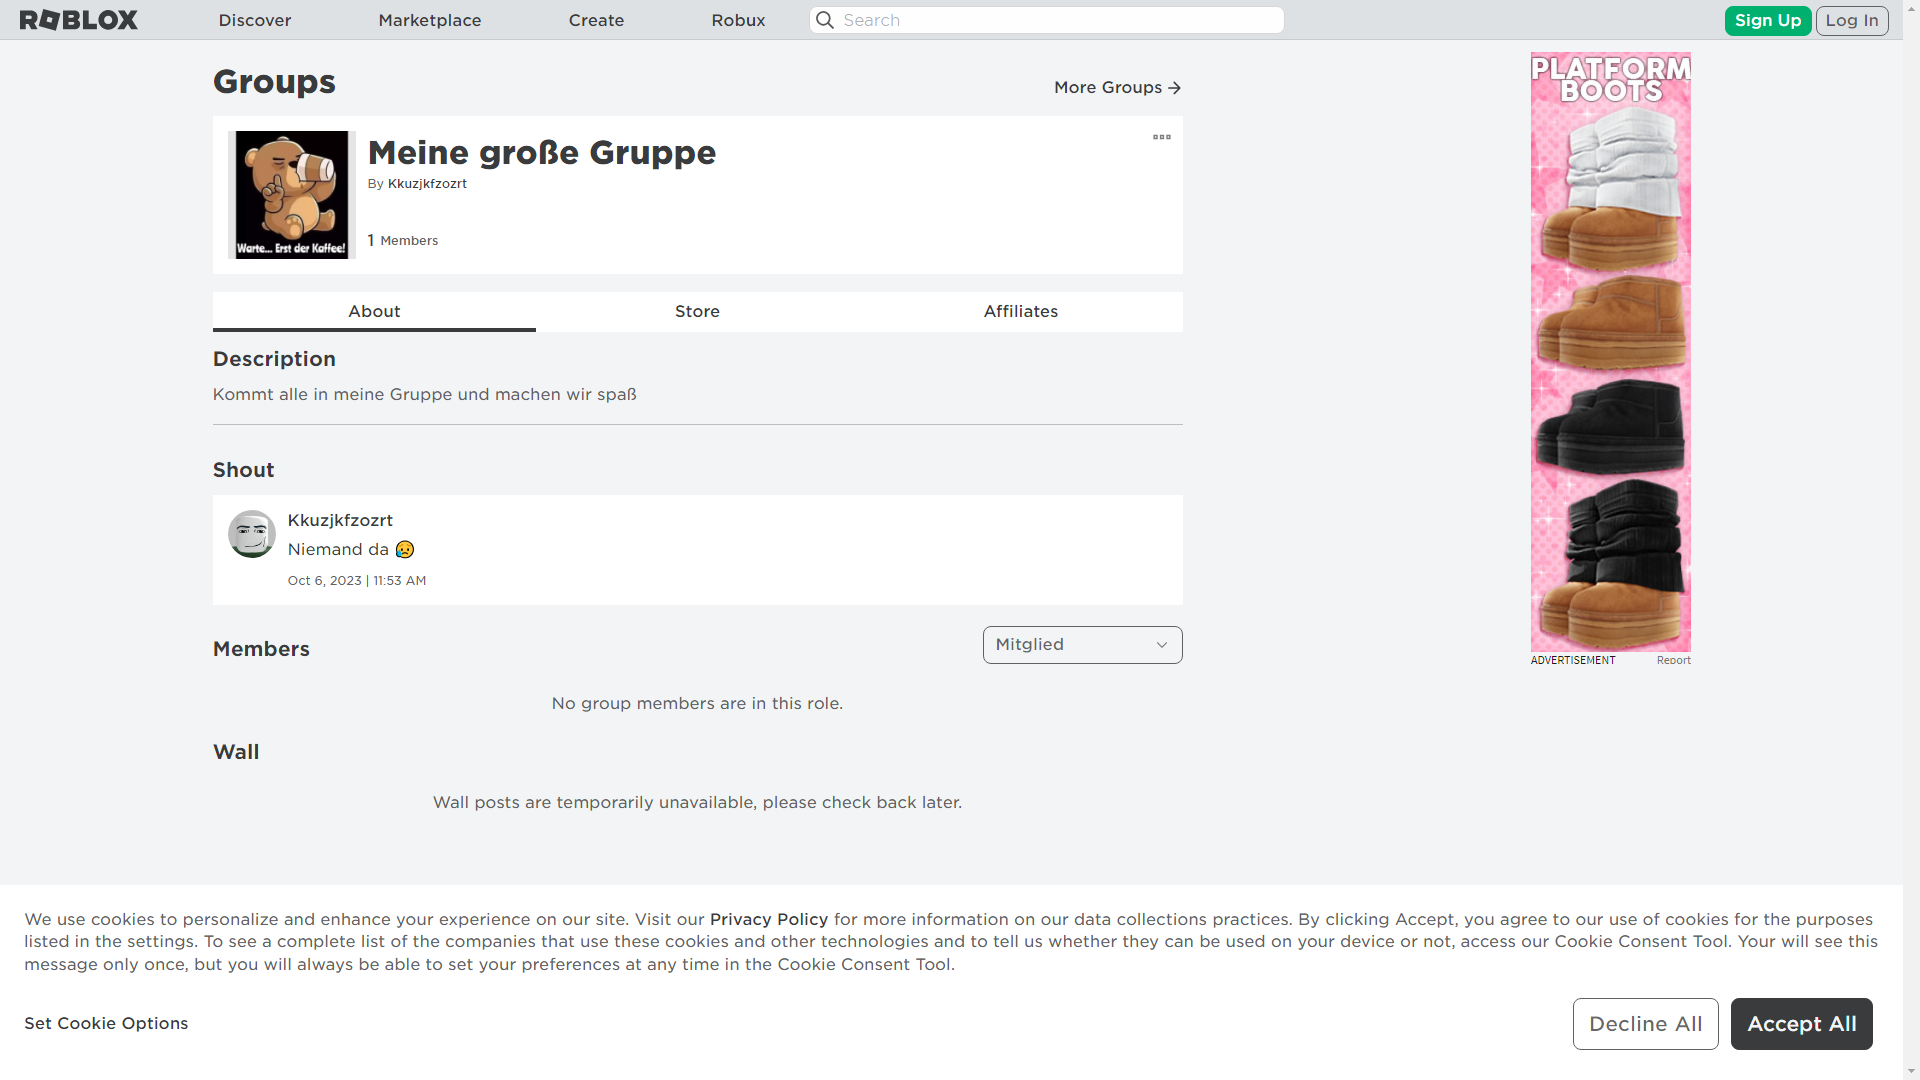 ROBLOX
Discover
Marketplace
Create
Robux
Search
Sign Up
Log In
Groups
More Groups
Warte... Erst der Kaffee!
Meine große Gruppe
By Kkuzjkfzozrt
1 Members
About
Store
Affiliates
Description
Kommt alle in meine Gruppe und machen wir spaß
Shout
Kkuzjkfzozrt
Niemand da 😥
Oct 6, 2023 | 11:53 AM
Members
Mitglied
No group members are in this role.
Wall
Wall posts are temporarily unavailable, please check back later.
PLATFORM
BOOTS
ADVERTISEMENT
Report
We use cookies to personalize and enhance your experience on our site. Visit our Privacy Policy for more information on our data collections practices. By clicking Accept, you agree to our use of cookies for the purposes
listed in the settings. To see a complete list of the companies that use these cookies and other technologies and to tell us whether they can be used on your device or not, access our Cookie Consent Tool. Your will see this
message only once, but you will always be able to set your preferences at any time in the Cookie Consent Tool.
Set Cookie Options
Decline All
Accept All